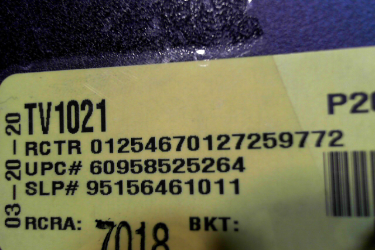 TV1021
P20
RCTR 01254670127259772
UPC# 60958525264
SLP# 95156461011
RCRA: 7018 BKT:
03-20-20